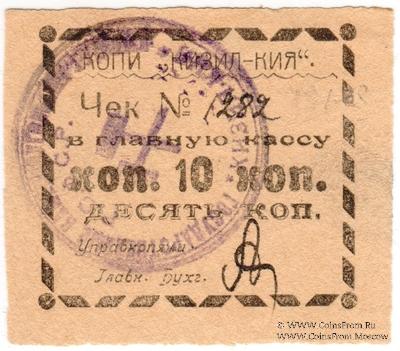 КОПИ „КИЗИЛ-КИЯ“.
Чек № 1282
в главную кассу
коп. 10 коп.
ДЕСЯТЬ КОП.
Управкопями
Главн. Бухг.
© WWW.CoinsFrom.Ru
© WWW.CoinsFrom.Moscow